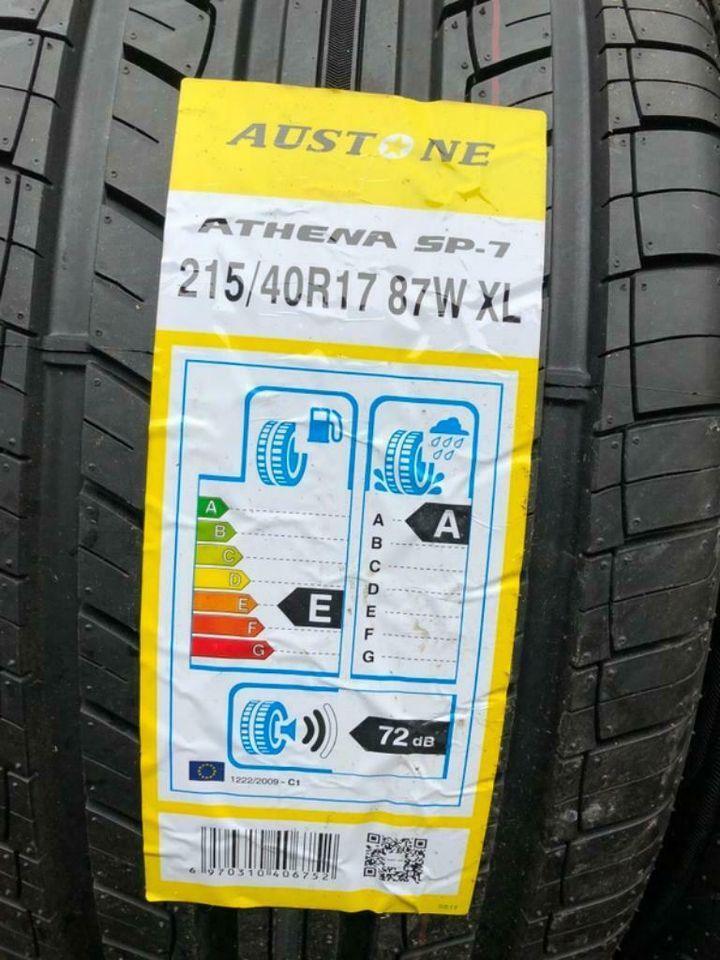 AUSTONE
ATHENA SP-7
215/40R17 87W XL
A
B
C
D
E
F
G
E
A
B
C
D
E
F
G
A
72 dB
1222/2009 - C1
6 970310 406752